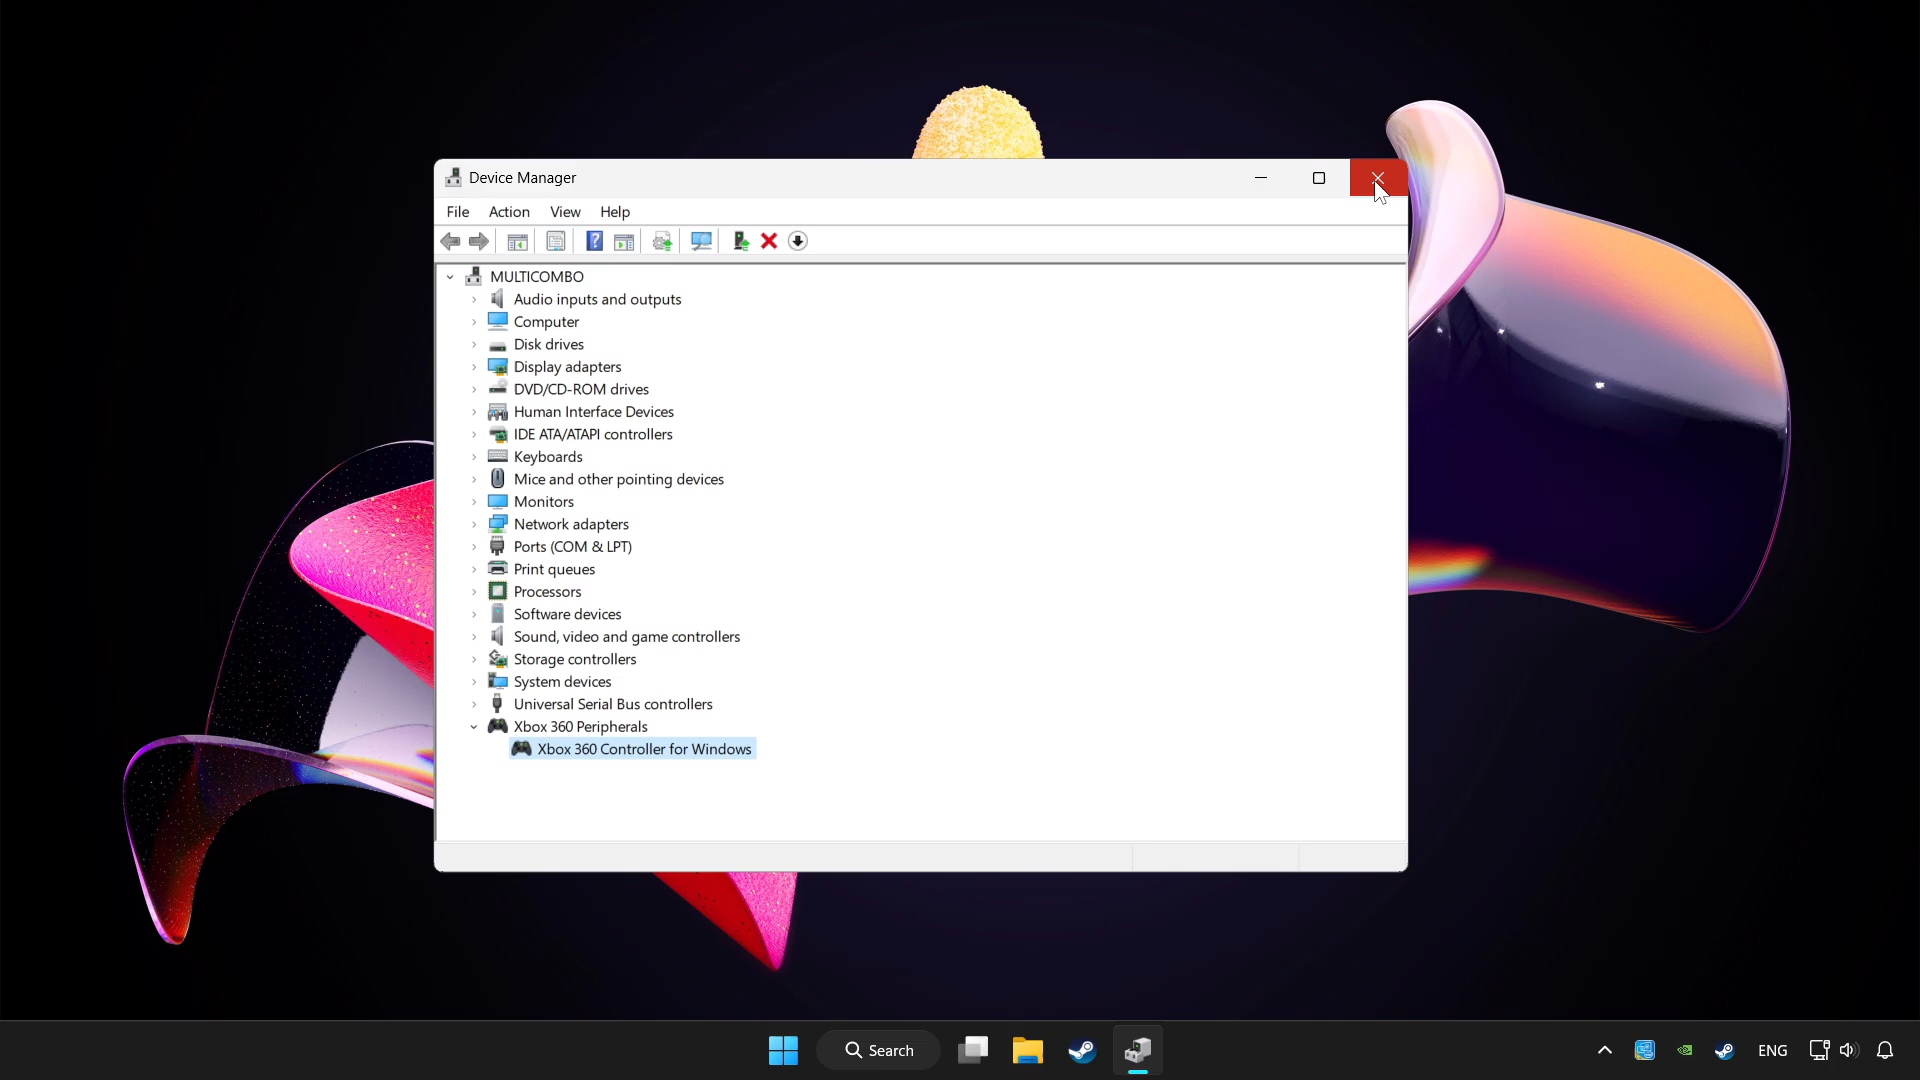 Device Manager
File Action View Help
MULTICOMBO
Audio inputs and outputs
Computer
Disk drives
Display adapters
DVD/CD-ROM drives
Human Interface Devices
IDE ATA/ATAPI controllers
Keyboards
Mice and other pointing devices
Monitors
Network adapters
Ports (COM & LPT)
Print queues
Processors
Software devices
Sound, video and game controllers
Storage controllers
System devices
Universal Serial Bus controllers
Xbox 360 Peripherals
Xbox 360 Controller for Windows
Search
ENG